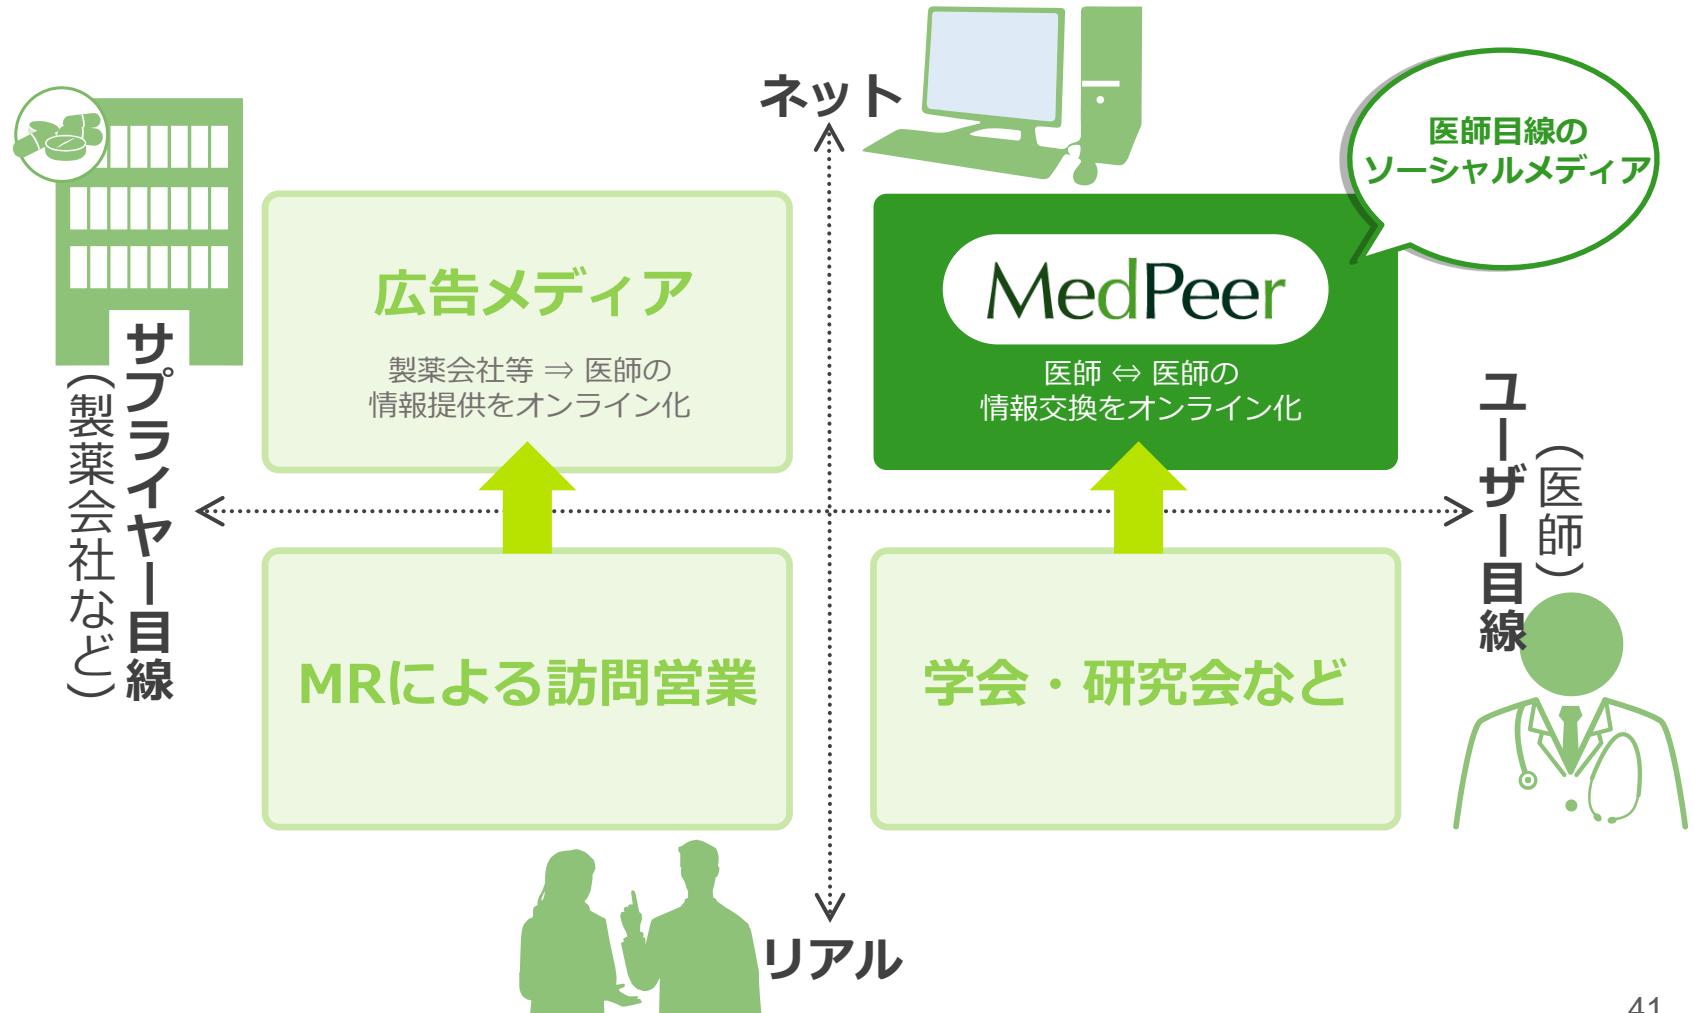 ネット
医師目線の
ソーシャルメディア
広告メディア
製薬会社等 ⇒ 医師の
情報提供をオンライン化
MedPeer
医師 ⇔ 医師の
情報交換をオンライン化
サプライヤー目線
（製薬会社など）
ユーザー目線
（医師）
MRによる訪問営業
学会・研究会など
リアル
41